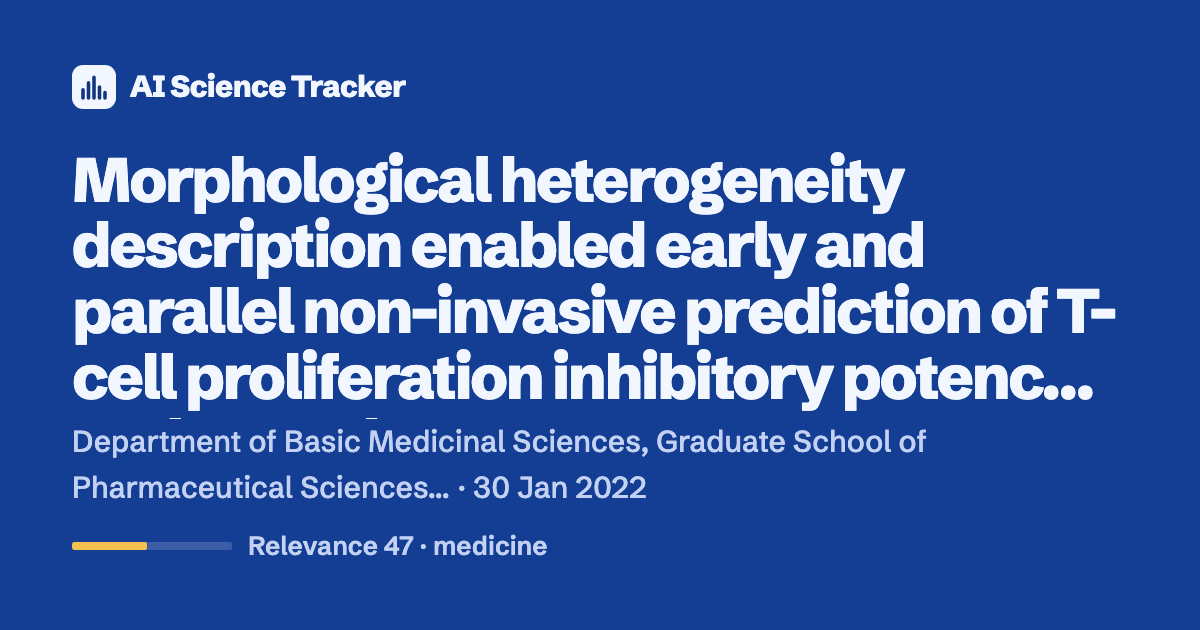 AI Science Tracker
Morphological heterogeneity
description enabled early and
parallel non-invasive prediction of T-
cell proliferation inhibitory potenc...
Department of Basic Medicinal Sciences, Graduate School of
Pharmaceutical Sciences... · 30 Jan 2022
Relevance 47 · medicine